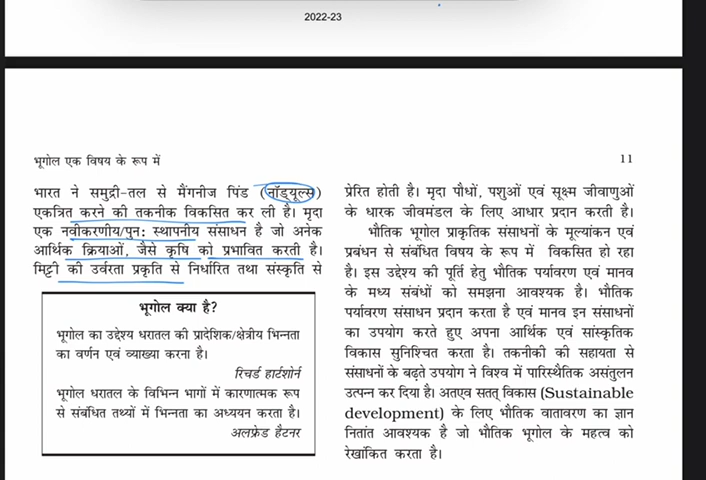 2022-23
भूगोल एक विषय के रूप में
11
भारत ने समुद्री-तल से मैंगनीज पिंड (नॉड्यूल्स)
एकत्रित करने की तकनीक विकसित कर ली है। मृदा
एक नवीकरणीय/पुन: स्थापनीय संसाधन है जो अनेक
आर्थिक क्रियाओं, जैसे कृषि को प्रभावित करती है।
मिट्टी की उर्वरता प्रकृति से निर्धारित तथा संस्कृति से
भूगोल क्या है?
भूगोल का उद्देश्य धरातल की प्रादेशिक/क्षेत्रीय भिन्नता
का वर्णन एवं व्याख्या करना है।
रिचर्ड हार्टशोर्न
भूगोल धरातल के विभिन्न भागों में कारणात्मक रूप
से संबंधित तथ्यों में भिन्नता का अध्ययन करता है।
अलफ्रेड हैटनर
प्रेरित होती है। मृदा पौधों, पशुओं एवं सूक्ष्म जीवाणुओं
के धारक जीवमंडल के लिए आधार प्रदान करती है।
भौतिक भूगोल प्राकृतिक संसाधनों के मूल्यांकन एवं
प्रबंधन से संबंधित विषय के रूप में विकसित हो रहा
है। इस उद्देश्य की पूर्ति हेतु भौतिक पर्यावरण एवं मानव
के मध्य संबंधों को समझना आवश्यक है। भौतिक
पर्यावरण संसाधन प्रदान करता है एवं मानव इन संसाधनों
का उपयोग करते हुए अपना आर्थिक एवं सांस्कृतिक
विकास सुनिश्चित करता है। तकनीकी की सहायता से
संसाधनों के बढ़ते उपयोग ने विश्व में पारिस्थैतिक असंतुलन
उत्पन्न कर दिया है। अतएव सतत् विकास (Sustainable
development) के लिए भौतिक वातावरण का ज्ञान
नितांत आवश्यक है जो भौतिक भूगोल के महत्व को
रेखांकित करता है।